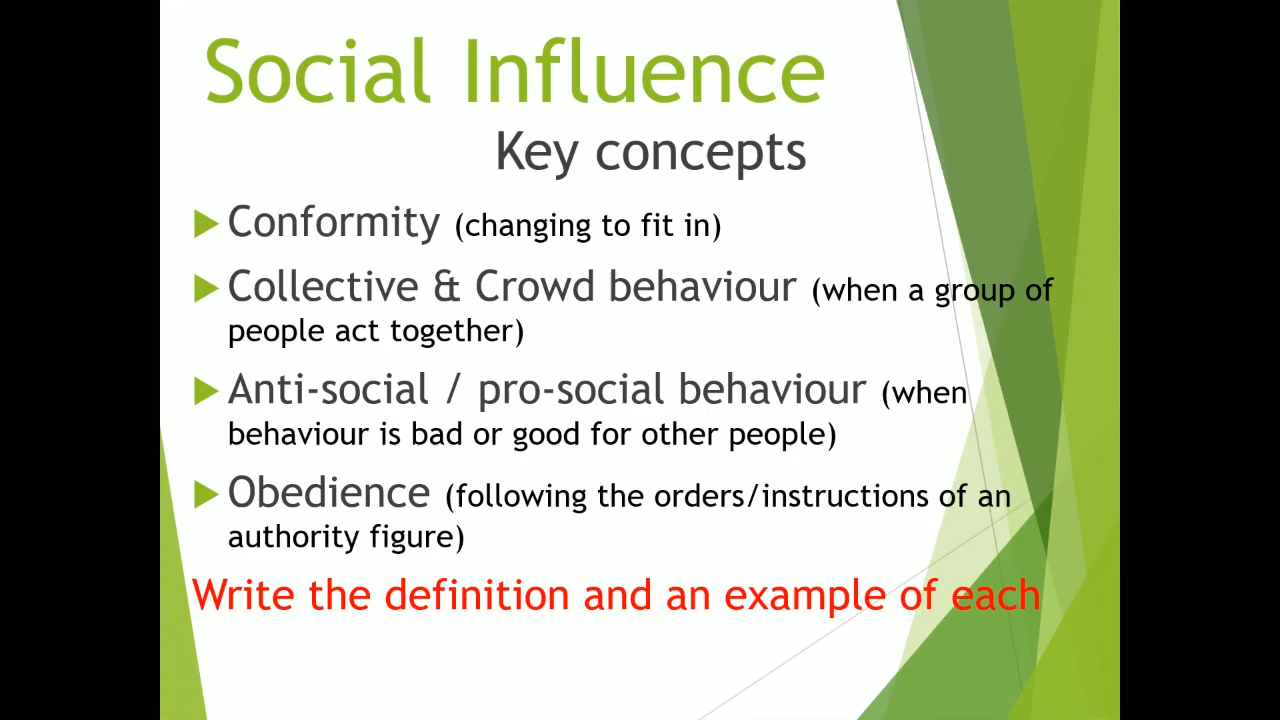 Social Influence
Key concepts
Conformity (changing to fit in)
Collective & Crowd behaviour (when a group of
people act together)
Anti-social / pro-social behaviour (when
behaviour is bad or good for other people)
Obedience (following the orders/instructions of an
authority figure)
Write the definition and an example of each